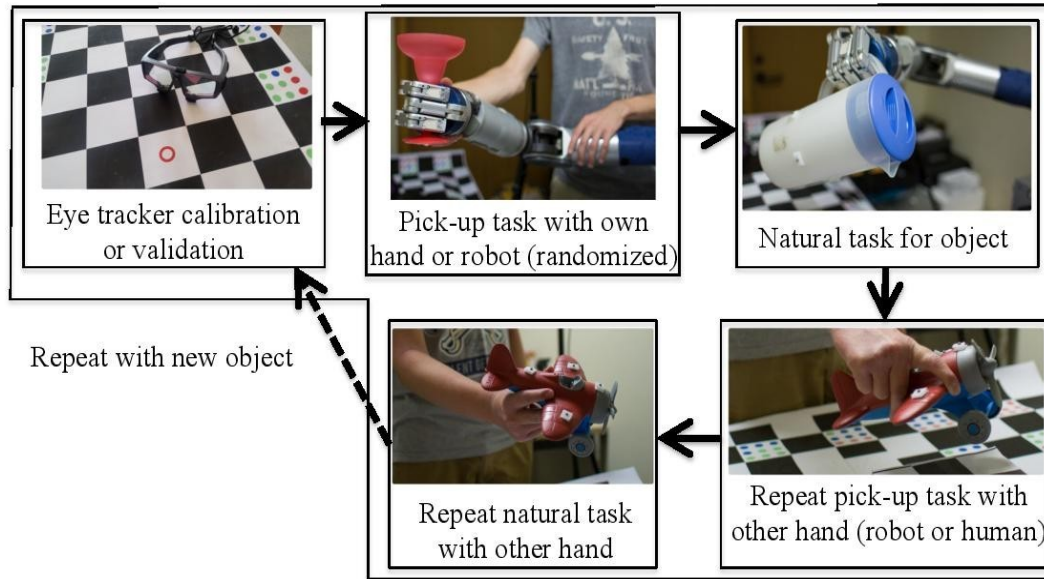 Eye tracker calibration
or validation
Pick-up task with own
hand or robot (randomized)
Natural task for object
Repeat with new object
Repeat natural task
with other hand
Repeat pick-up task with
other hand (robot or human)